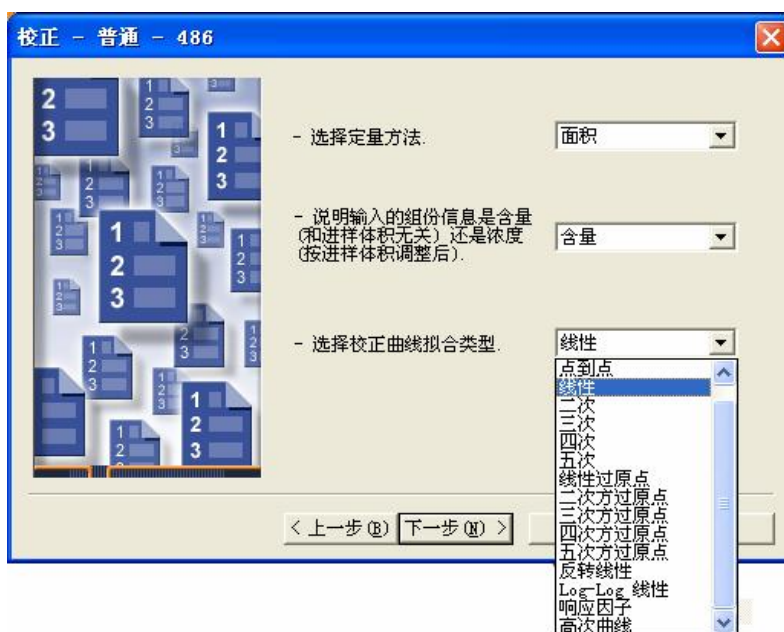 校正 - 普通 - 486
- 选择定量方法.
面积
- 说明输入的组份信息是含量
(和进样体积无关)还是浓度
(按进样体积调整后).
含量
- 选择校正曲线拟合类型.
线性
点到点
线性
二次
三次
四次
五次
线性过原点
二次方过原点
三次方过原点
四次方过原点
五次方过原点
反转线性
Log-Log 线性
响应因子
高次曲线
< 上一步(B)
下一步(N) >
1
2
3